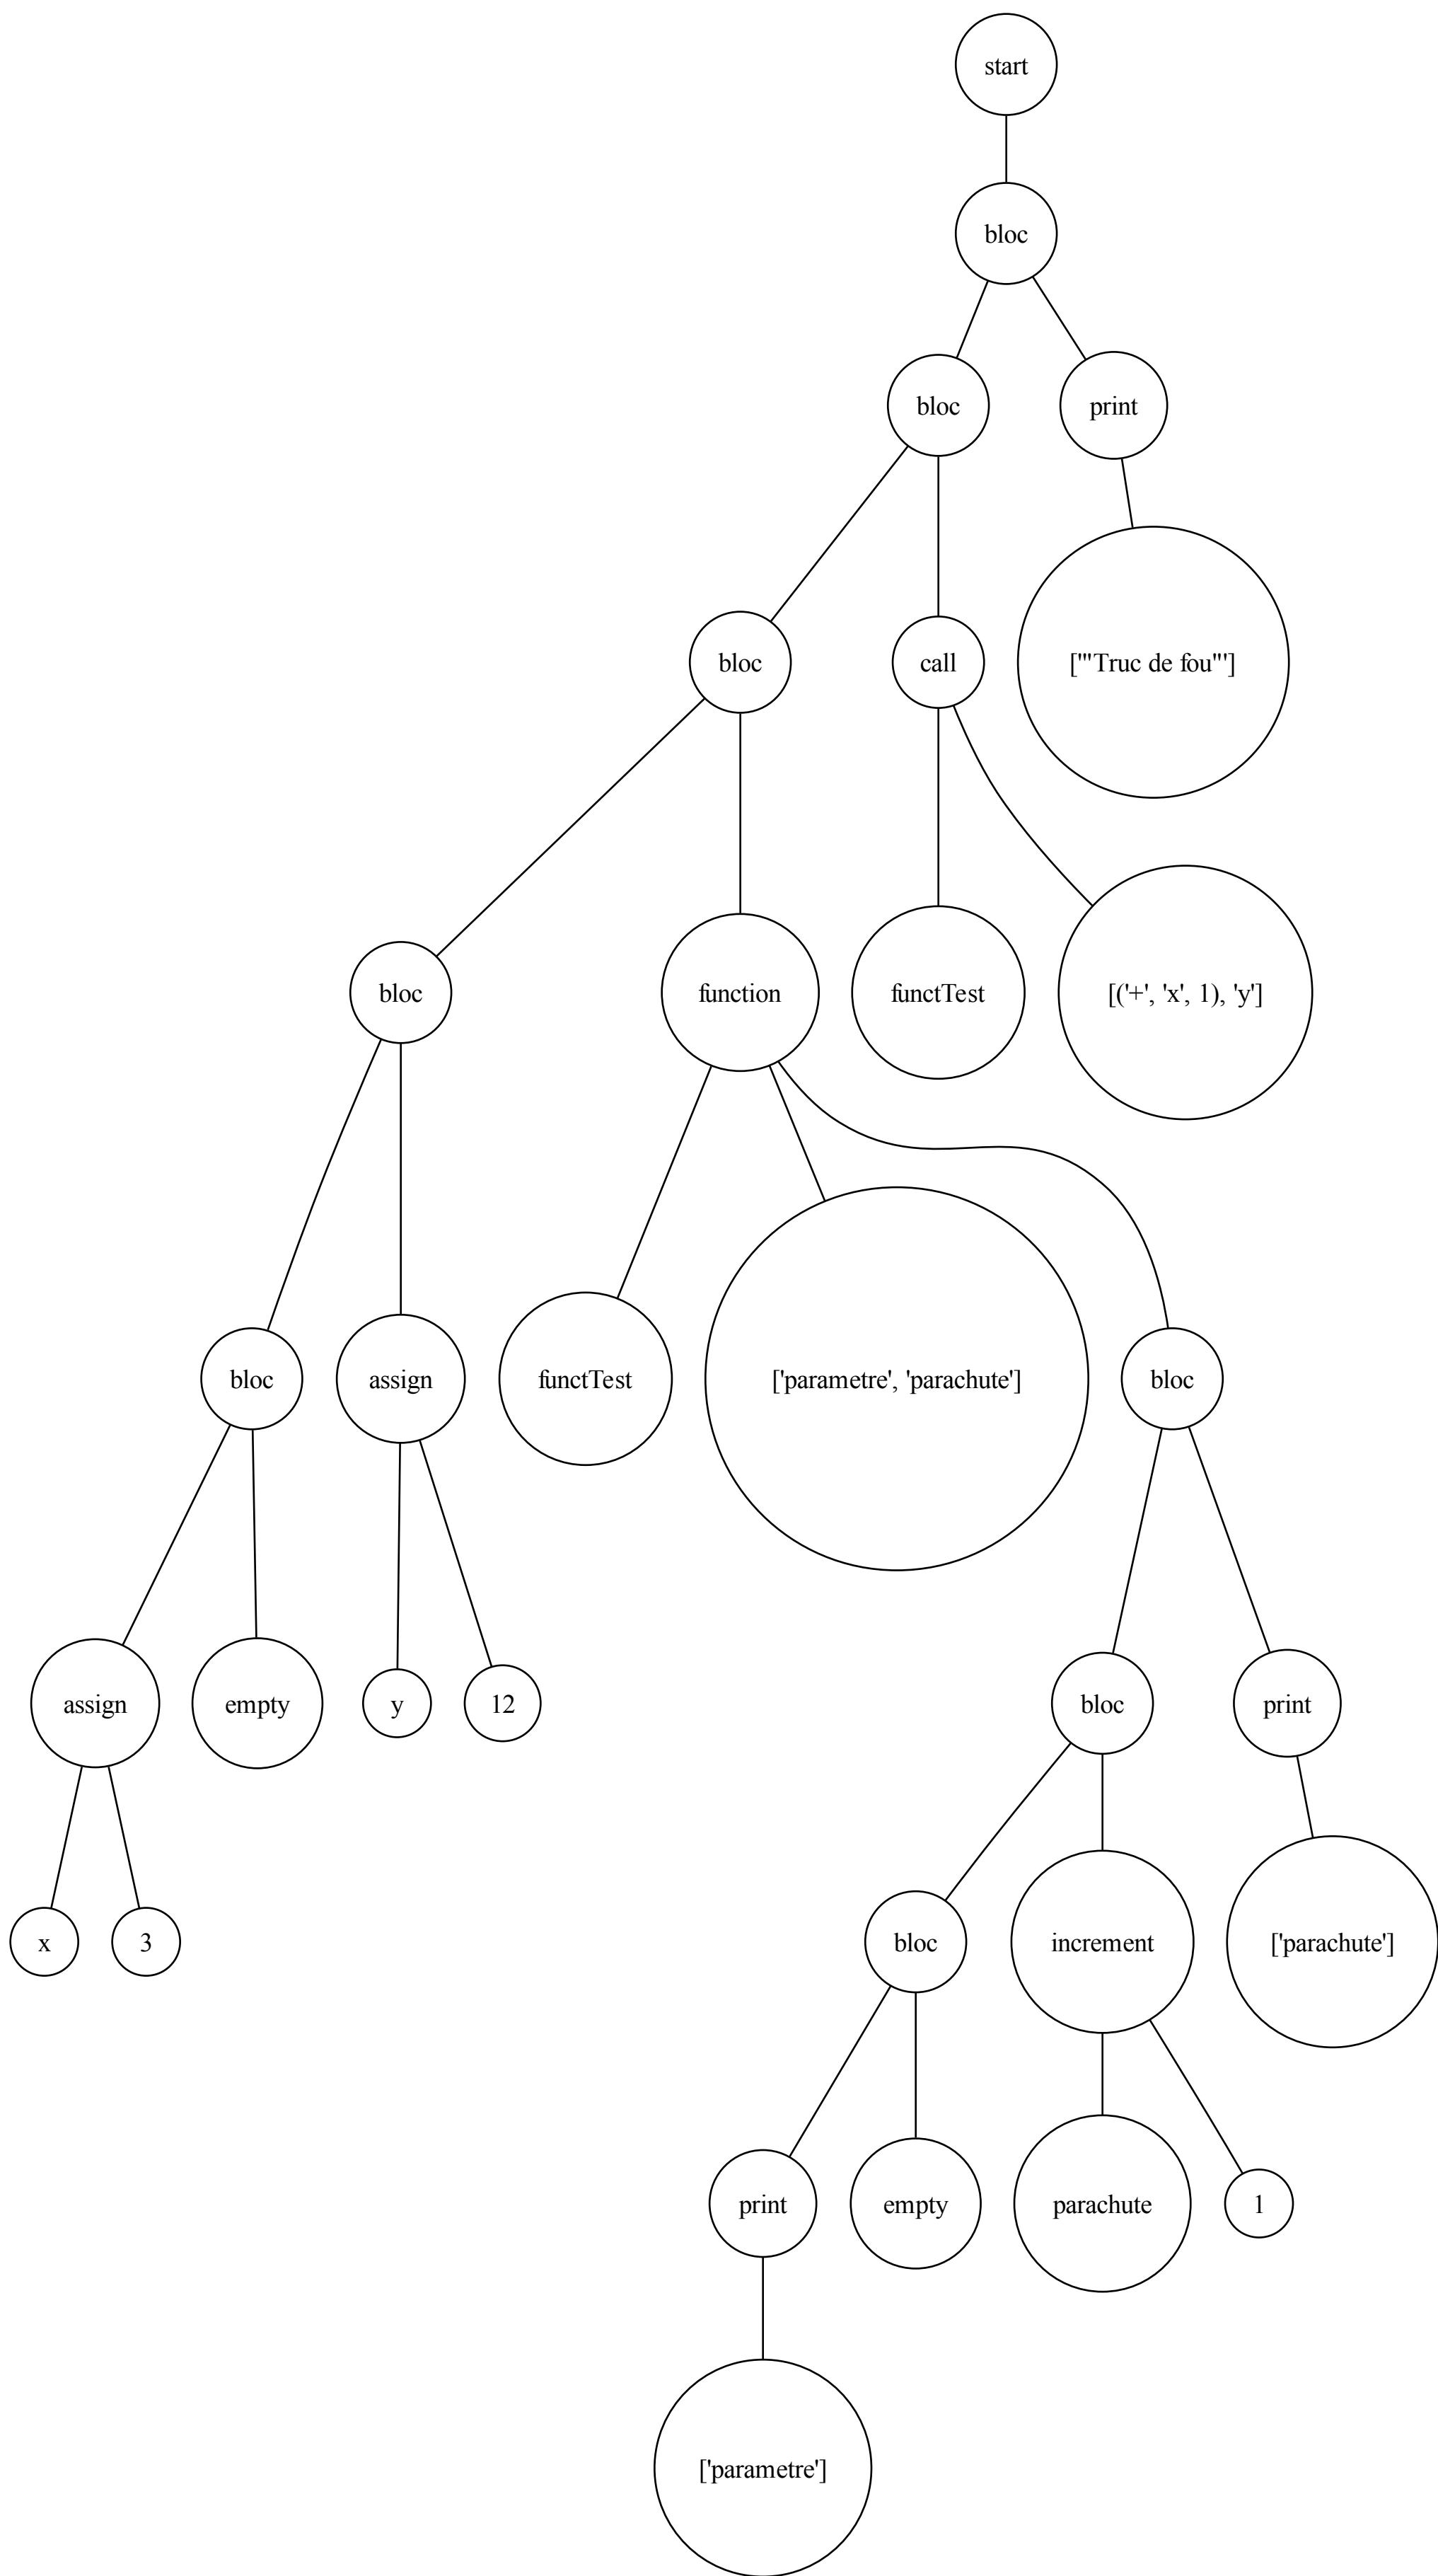 start
bloc
bloc
print
bloc
call
['"Truc de fou"']
bloc
function
functTest
[('+', 'x', 1), 'y']
bloc
assign
functTest
['parametre', 'parachute']
bloc
assign
empty
y
12
bloc
print
x
3
bloc
increment
['parachute']
print
empty
parachute
1
['parametre']